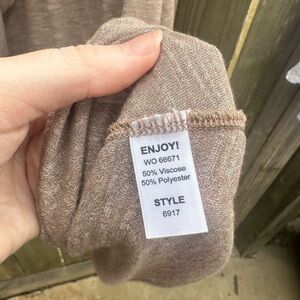 ENJOY!
WO 66671
50% Viscose
50% Polyester
STYLE
6917